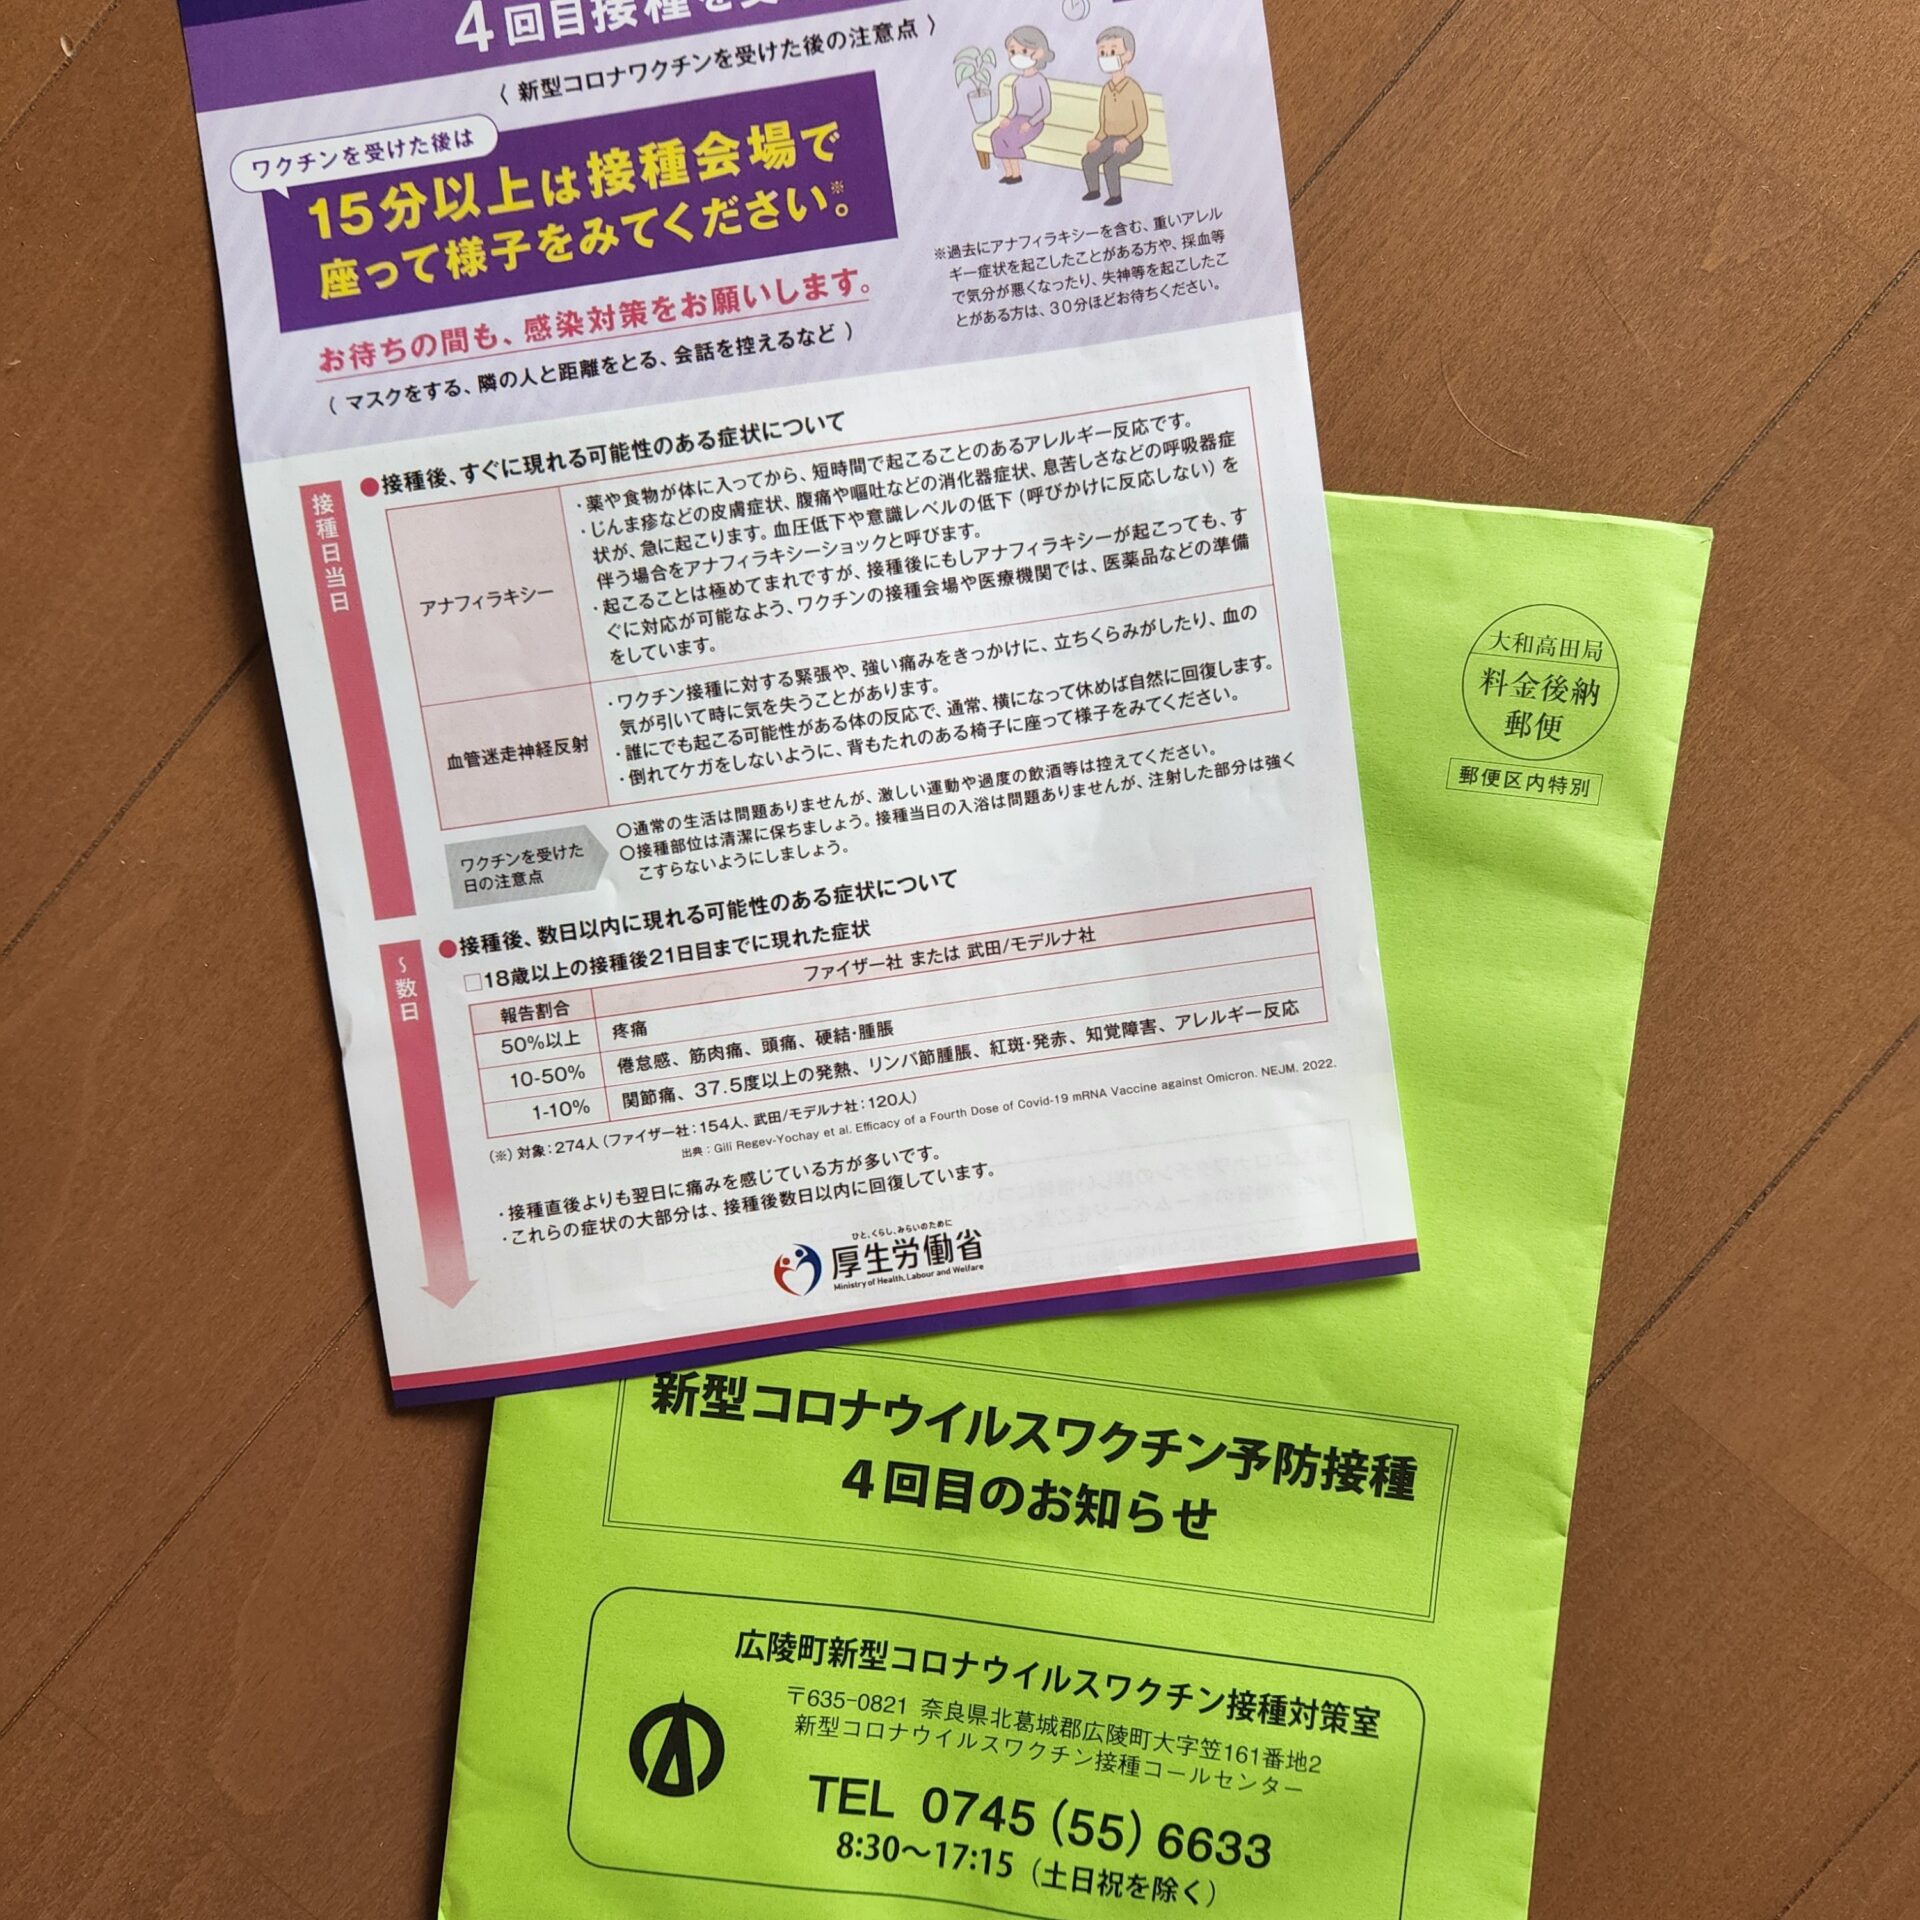 4回目接種を受
〈 新型コロナワクチンを受けた後の注意点 〉
ワクチンを受けた後は
15分以上は接種会場で
座って様子をみてください※。
お待ちの間も、感染対策をお願いします。
( マスクをする、隣の人と距離をとる、会話を控えるなど )
※過去にアナフィラキシーを含む、重いアレル
ギー症状を起こしたことがある方や、採血等
で気分が悪くなったり、失神等を起こしたこ
とがある方は、30分ほどお待ちください。
接種日当日
●接種後、すぐに現れる可能性のある症状について
アナフィラキシー
・薬や食物が体に入ってから、短時間で起こることのあるアレルギー反応です。
・じんま疹などの皮膚症状、腹痛や嘔吐などの消化器症状、息苦しさなどの呼吸器症
状が、急に起こります。血圧低下や意識レベルの低下(呼びかけに反応しない)を
伴う場合をアナフィラキシーショックと呼びます。
・起こることは極めてまれですが、接種後にもしアナフィラキシーが起こっても、す
ぐに対応が可能なよう、ワクチンの接種会場や医療機関では、医薬品などの準備
をしています。
血管迷走神経反射
・ワクチン接種に対する緊張や、強い痛みをきっかけに、立ちくらみがしたり、血の
気が引いて時に気を失うことがあります。
・誰にでも起こる可能性がある体の反応で、通常、横になって休めば自然に回復します。
・倒れてケガをしないように、背もたれのある椅子に座って様子をみてください。
ワクチンを受けた
日の注意点
○通常の生活は問題ありませんが、激しい運動や過度の飲酒等は控えてください。
○接種部位は清潔に保ちましょう。接種当日の入浴は問題ありませんが、注射した部分は強く
こすらないようにしましょう。
～数日
●接種後、数日以内に現れる可能性のある症状について
□18歳以上の接種後21日目までに現れた症状
報告割合 ファイザー社 または 武田/モデルナ社
50%以上 疼痛
10-50% 倦怠感、筋肉痛、頭痛、硬結・腫脹
1-10% 関節痛、37.5度以上の発熱、リンパ節腫脹、紅斑・発赤、知覚障害、アレルギー反応
(※)対象：274人(ファイザー社：154人、武田/モデルナ社：120人)
出典：Gili Regev-Yochay et al. Efficacy of a Fourth Dose of Covid-19 mRNA Vaccine against Omicron. NEJM. 2022.
・接種直後よりも翌日に痛みを感じている方が多いです。
・これらの症状の大部分は、接種後数日以内に回復しています。
ひと、くらし、みらいのために
厚生労働省
Ministry of Health, Labour and Welfare
大和高田局
料金後納
郵便
郵便区内特別
新型コロナウイルスワクチン予防接種
4回目のお知らせ
広陵町新型コロナウイルスワクチン接種対策室
〒635-0821 奈良県北葛城郡広陵町大字笠161番地2
新型コロナウイルスワクチン接種コールセンター
TEL 0745(55)6633
8:30～17:15(土日祝を除く)